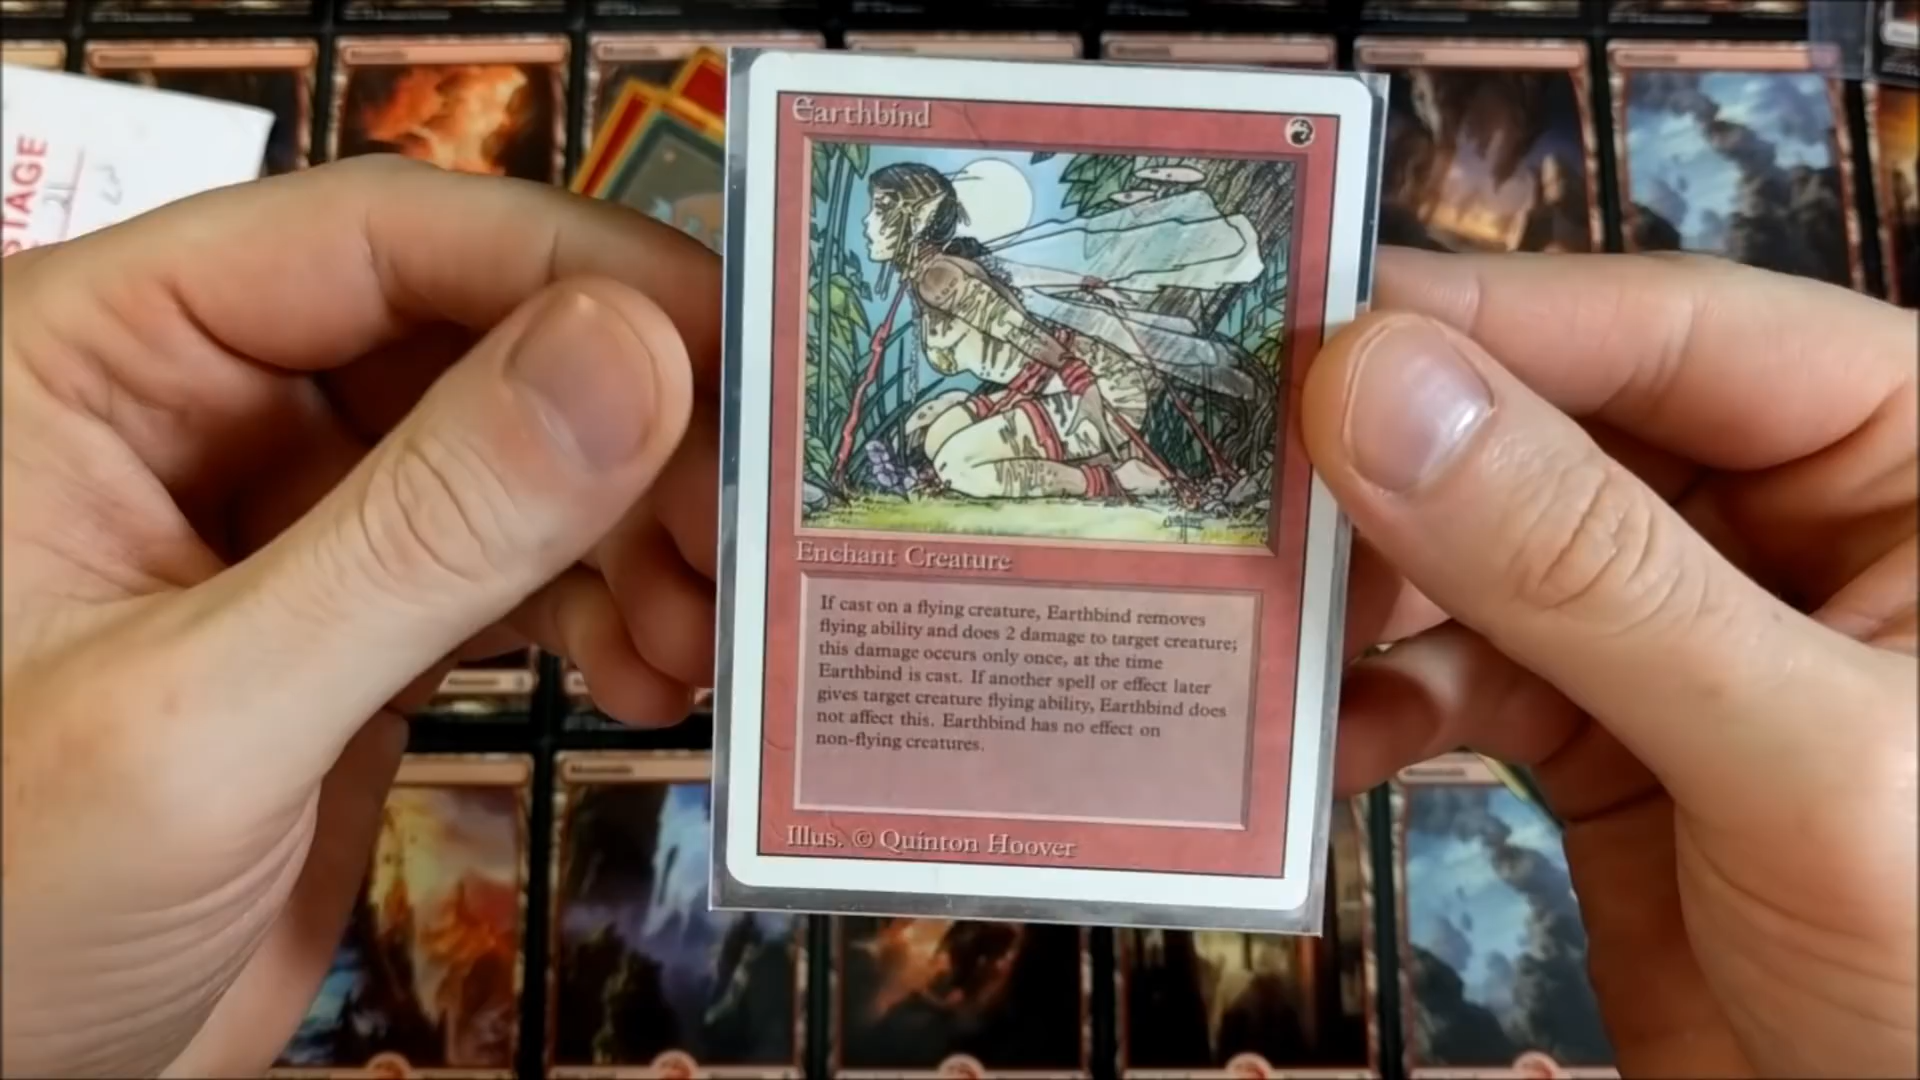 Earthbind
Enchant Creature
If cast on a flying creature, Earthbind removes
flying ability and does 2 damage to target creature;
this damage occurs only once, at the time
Earthbind is cast. If another spell or effect later
gives target creature flying ability, Earthbind does
not affect this. Earthbind has no effect on
non-flying creatures.
Illus. © Quinton Hoover